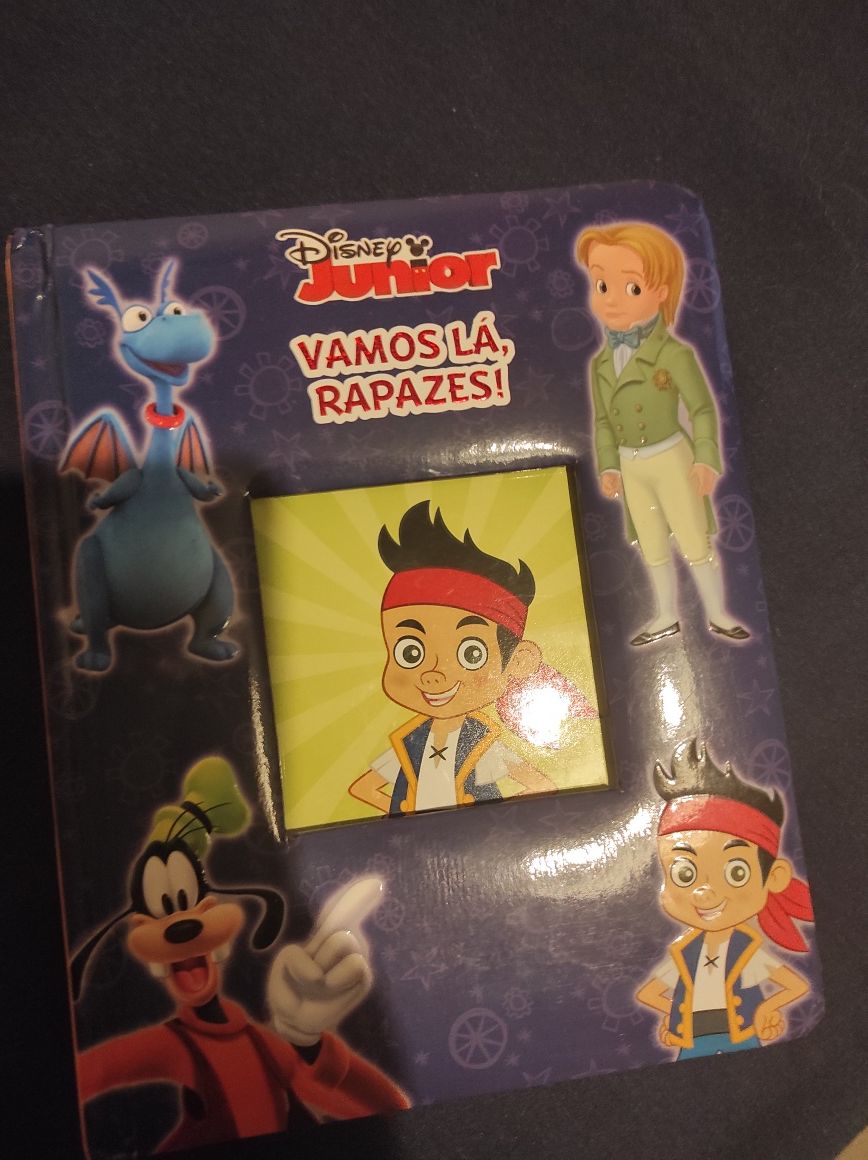 Disney
Junior
VAMOS LÁ,
RAPAZES!